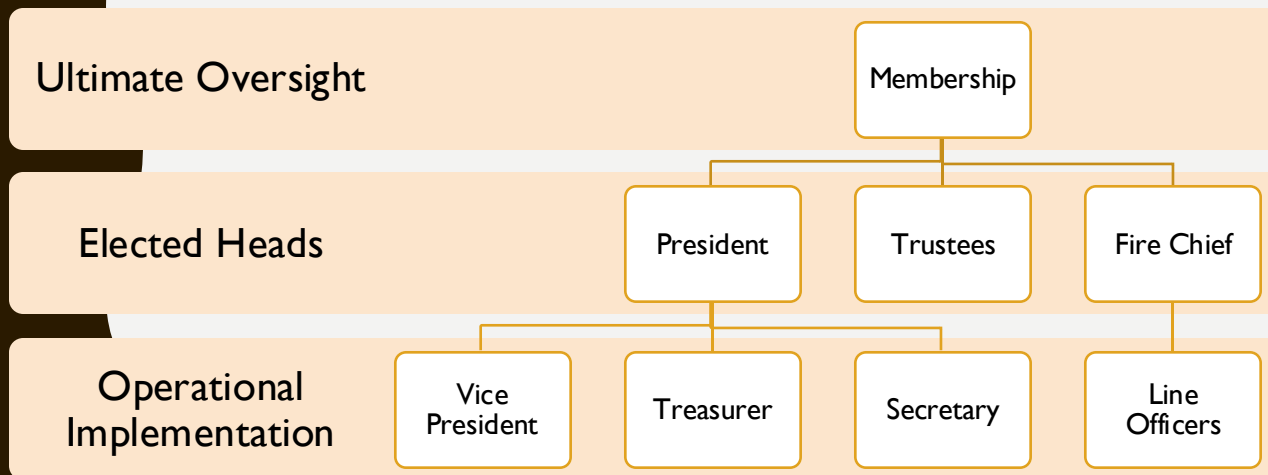 Ultimate Oversight
Membership
Elected Heads
President
Trustees
Fire Chief
Operational
Implementation
Vice
President
Treasurer
Secretary
Line
Officers